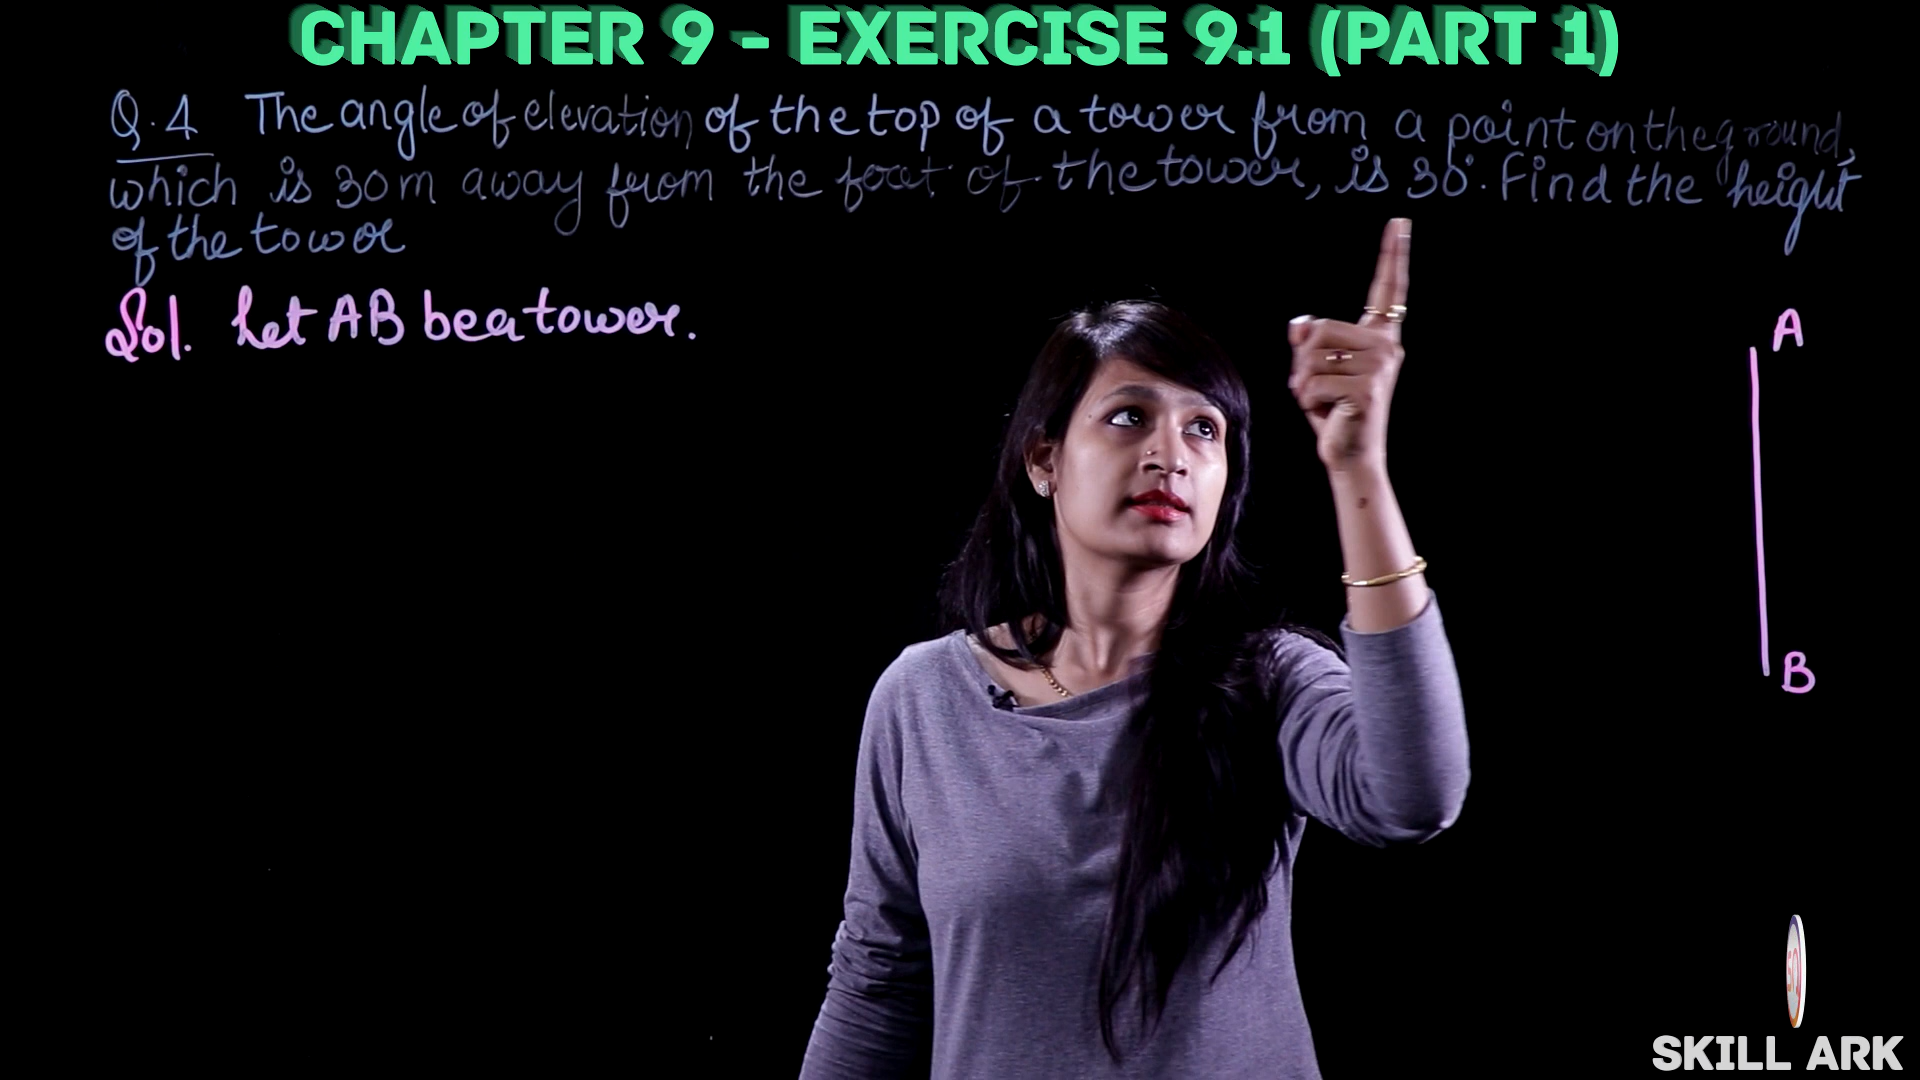 CHAPTER 9 - EXERCISE 9.1 (PART 1)
Q.4 The angle of elevation of the top of a tower from a point on the ground,
which is 30m away from the foot of the tower, is 30°. Find the height
of the tower
Sol. Let AB be a tower.
A
B
SKILL ARK